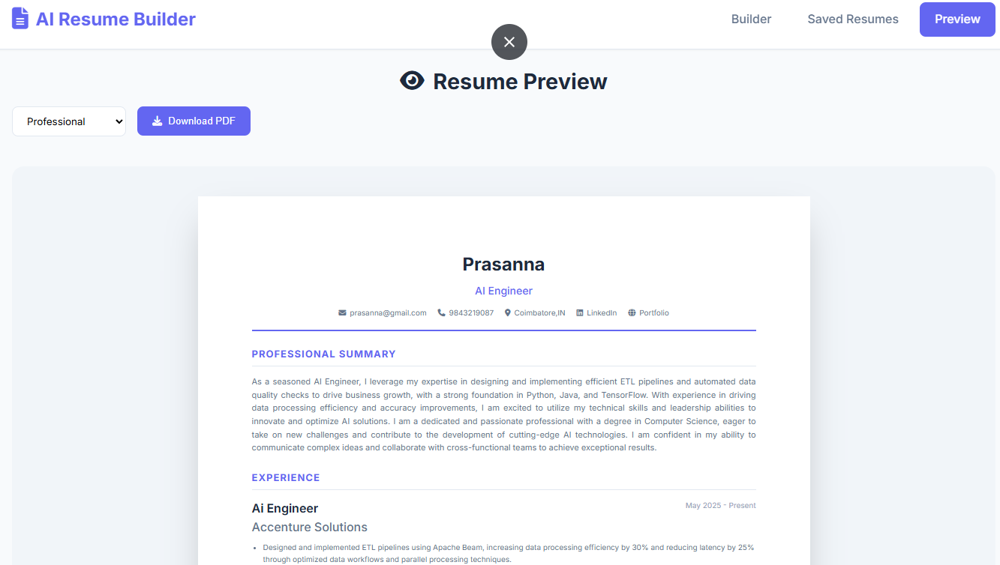 AI Resume Builder
Builder
Saved Resumes
Preview
Resume Preview
Professional
Download PDF
Prasanna
AI Engineer
prasanna@gmail.com 9843219087 Coimbatore,IN LinkedIn Portfolio
PROFESSIONAL SUMMARY
As a seasoned AI Engineer, I leverage my expertise in designing and implementing efficient ETL pipelines and automated data
quality checks to drive business growth, with a strong foundation in Python, Java, and TensorFlow. With experience in driving
data processing efficiency and accuracy improvements, I am excited to utilize my technical skills and leadership abilities to
innovate and optimize AI solutions. I am a dedicated and passionate professional with a degree in Computer Science, eager to
take on new challenges and contribute to the development of cutting-edge AI technologies. I am confident in my ability to
communicate complex ideas and collaborate with cross-functional teams to achieve exceptional results.
EXPERIENCE
Ai Engineer
May 2025 - Present
Accenture Solutions
• Designed and implemented ETL pipelines using Apache Beam, increasing data processing efficiency by 30% and reducing latency by 25%
through optimized data workflows and parallel processing techniques.